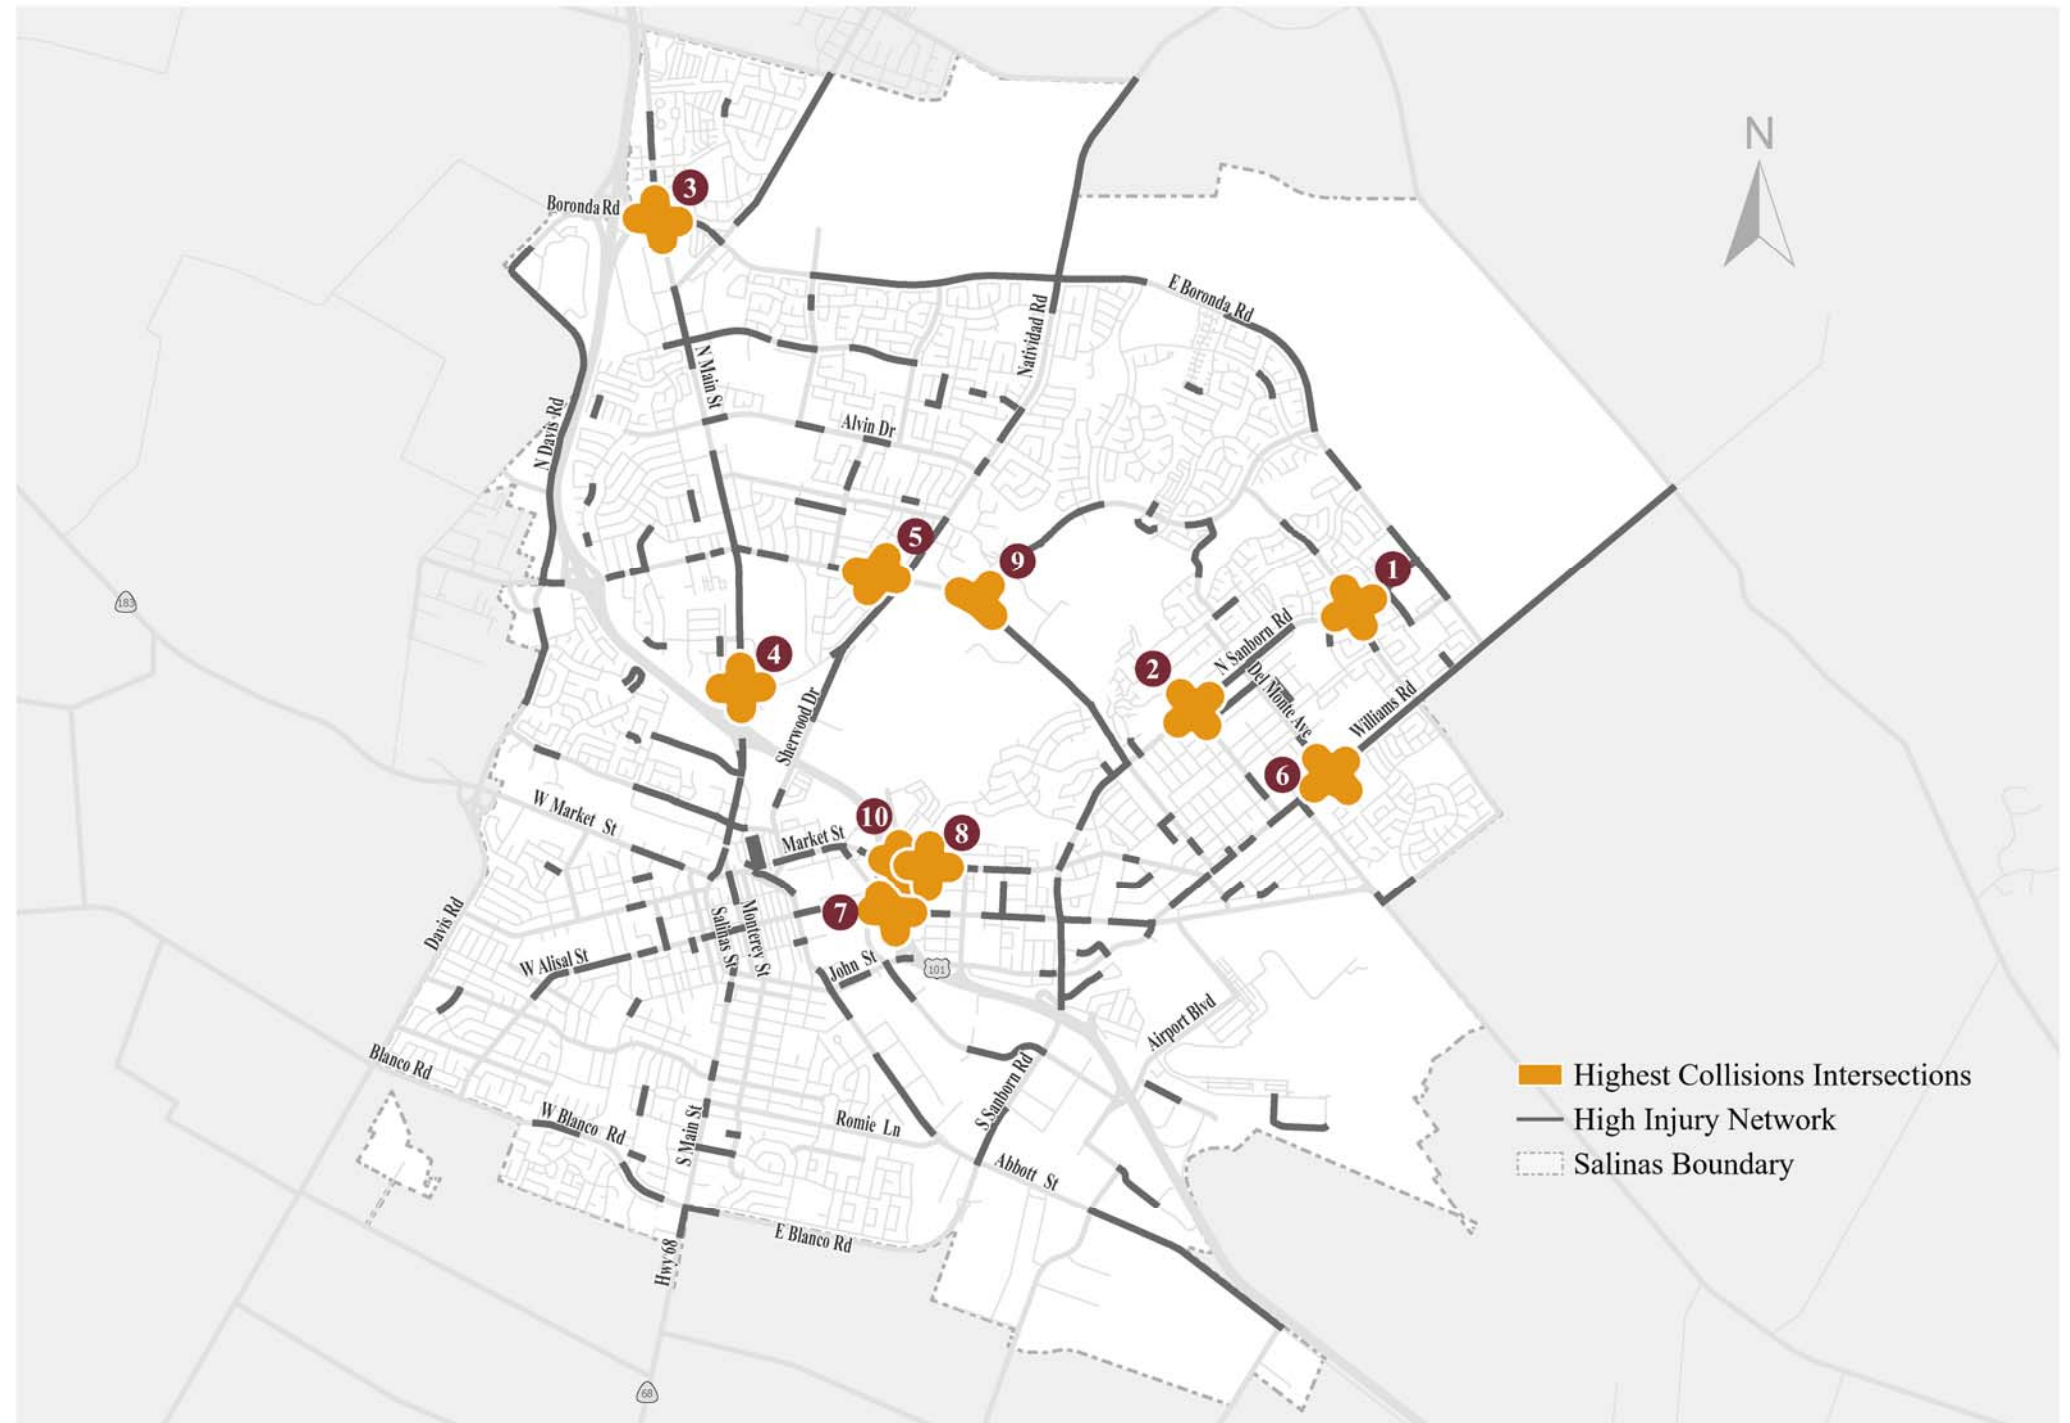 N
3
Boronda Rd
E Boronda Rd
Natividad Rd
N Main St
N Davis Rd
Alvin Dr
5
9
1
183
N Sanborn Rd
4
2
Del Monte Ave
Williams Rd
Sherwood Dr
6
W Market St
10
8
Market St
7
Davis Rd
Salinas St
Monterey St
W Alisal St
John St
101
Airport Blvd
Blanco Rd
S Sanborn Rd
W Blanco Rd
S Main St
Romie Ln
Abbott St
E Blanco Rd
Hwy 68
68
Highest Collisions Intersections
High Injury Network
Salinas Boundary